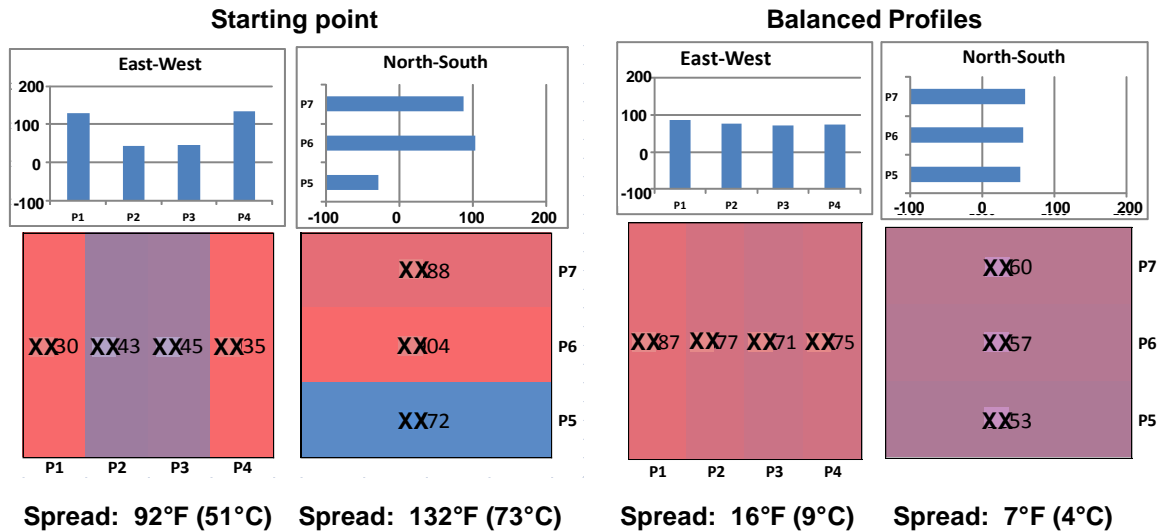 Starting point
Balanced Profiles
East-West
200
100
0
-100
P1 P2 P3 P4
North-South
P7
P6
P5
-100 0 100 200
East-West
200
100
0
-100
P1 P2 P3 P4
North-South
P7
P6
P5
-100 0 -100 -200
XX30 XX43 XX45 XX35
P1 P2 P3 P4
XX88 P7
XX04 P6
XX72 P5
XX87 XX77 XX71 XX75
P1 P2 P3 P4
XX60 P7
XX57 P6
XX53 P5
Spread: 92°F (51°C)
Spread: 132°F (73°C)
Spread: 16°F (9°C)
Spread: 7°F (4°C)